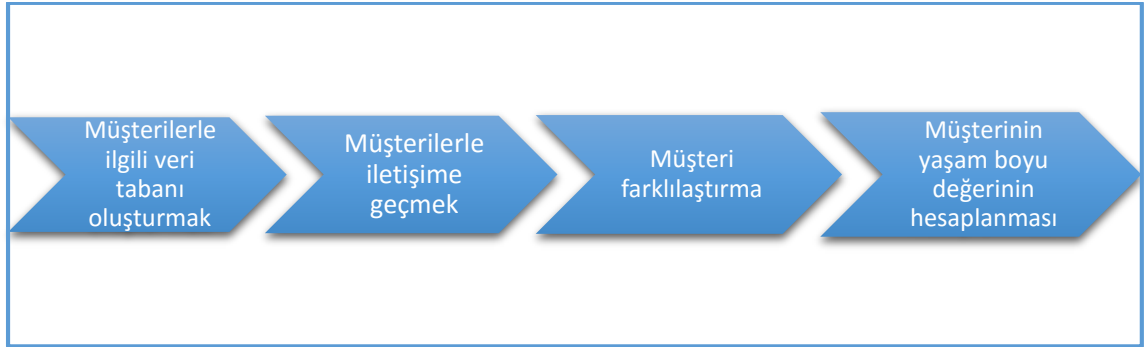 Müşterilerle
ilgili veri
tabanı
oluşturmak
Müşterilerle
iletişime
geçmek
Müşteri
farklılaştırma
Müşterinin
yaşam boyu
değerinin
hesaplanması